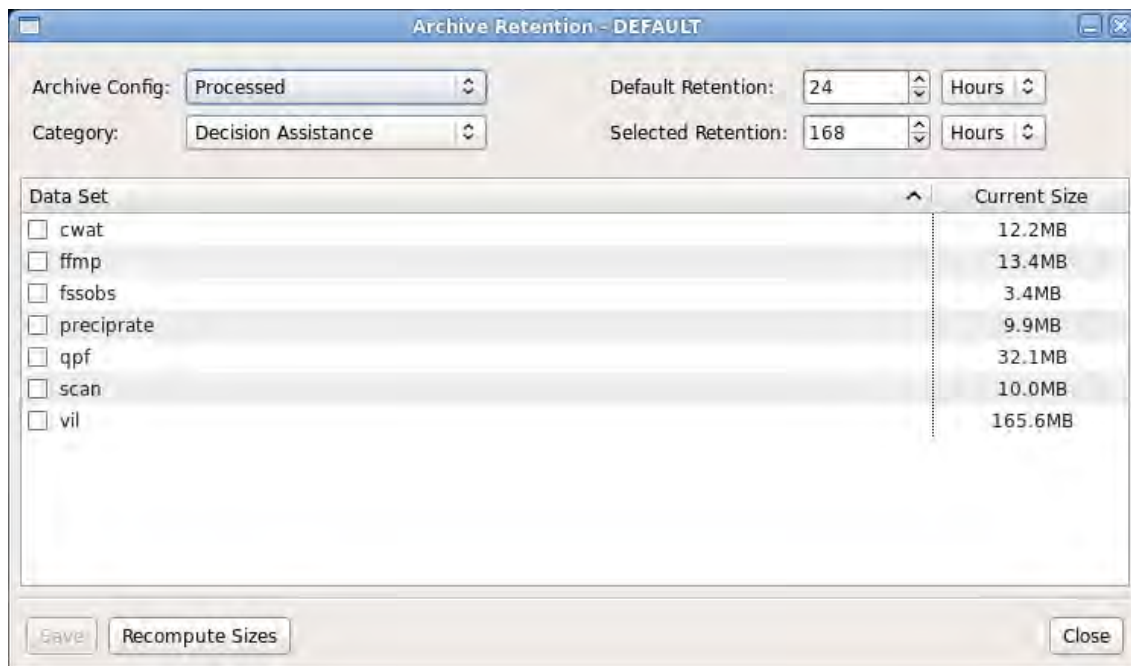 Archive Retention - DEFAULT
Archive Config: Processed Default Retention: 24 Hours
Category: Decision Assistance Selected Retention: 168 Hours
Data Set Current Size
cwat 12.2MB
ffmp 13.4MB
fssobs 3.4MB
preciprate 9.9MB
qpf 32.1MB
scan 10.0MB
vil 165.6MB
Save Recompute Sizes Close